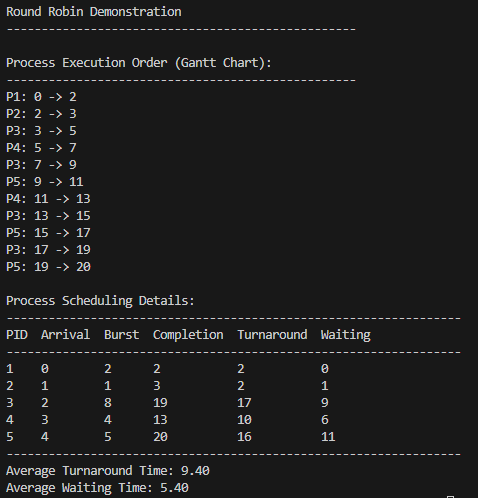 Round Robin Demonstration
--------------------------------------------------
Process Execution Order (Gantt Chart):
--------------------------------------------------
P1: 0 -> 2
P2: 2 -> 3
P3: 3 -> 5
P4: 5 -> 7
P3: 7 -> 9
P5: 9 -> 11
P4: 11 -> 13
P3: 13 -> 15
P5: 15 -> 17
P3: 17 -> 19
P5: 19 -> 20
Process Scheduling Details:
-----------------------------------------------------------------
PID  Arrival  Burst  Completion  Turnaround  Waiting
-----------------------------------------------------------------
1    0        2      2           2           0
2    1        1      3           2           1
3    2        8      19          17          9
4    3        4      13          10          6
5    4        5      20          16          11
-----------------------------------------------------------------
Average Turnaround Time: 9.40
Average Waiting Time: 5.40